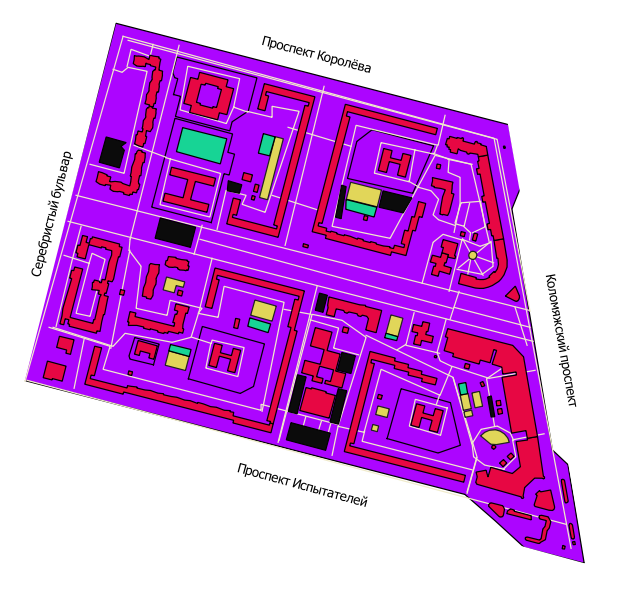 Проспект Королёва
Серебристый бульвар
Коломяжский проспект
Проспект Испытателей